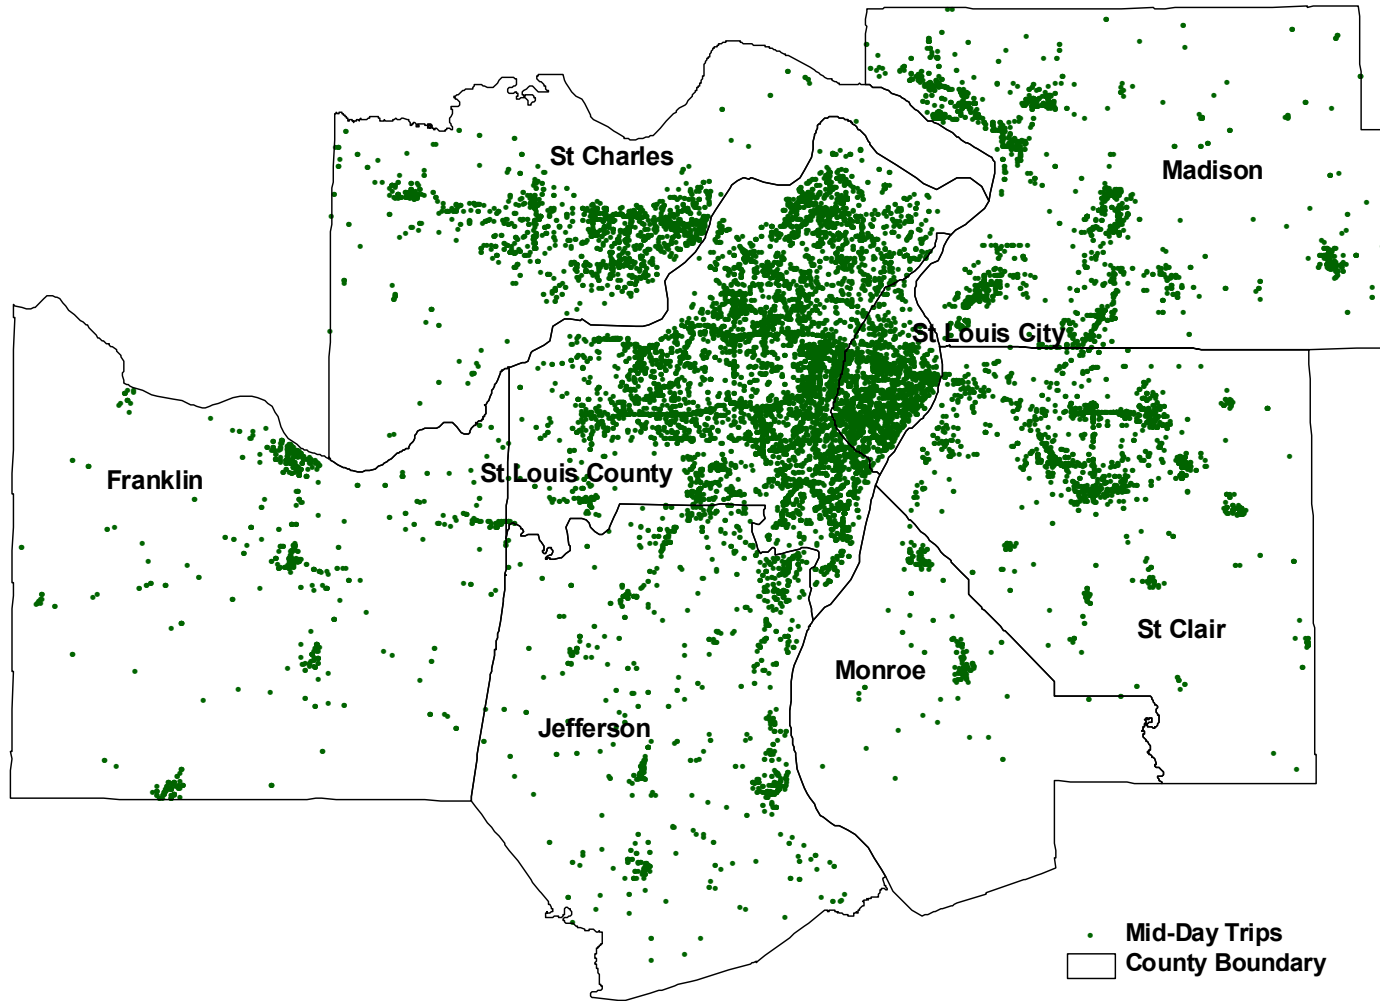 St Charles
Madison
St Louis City
Franklin
St Louis County
St Clair
Monroe
Jefferson
Mid-Day Trips
County Boundary